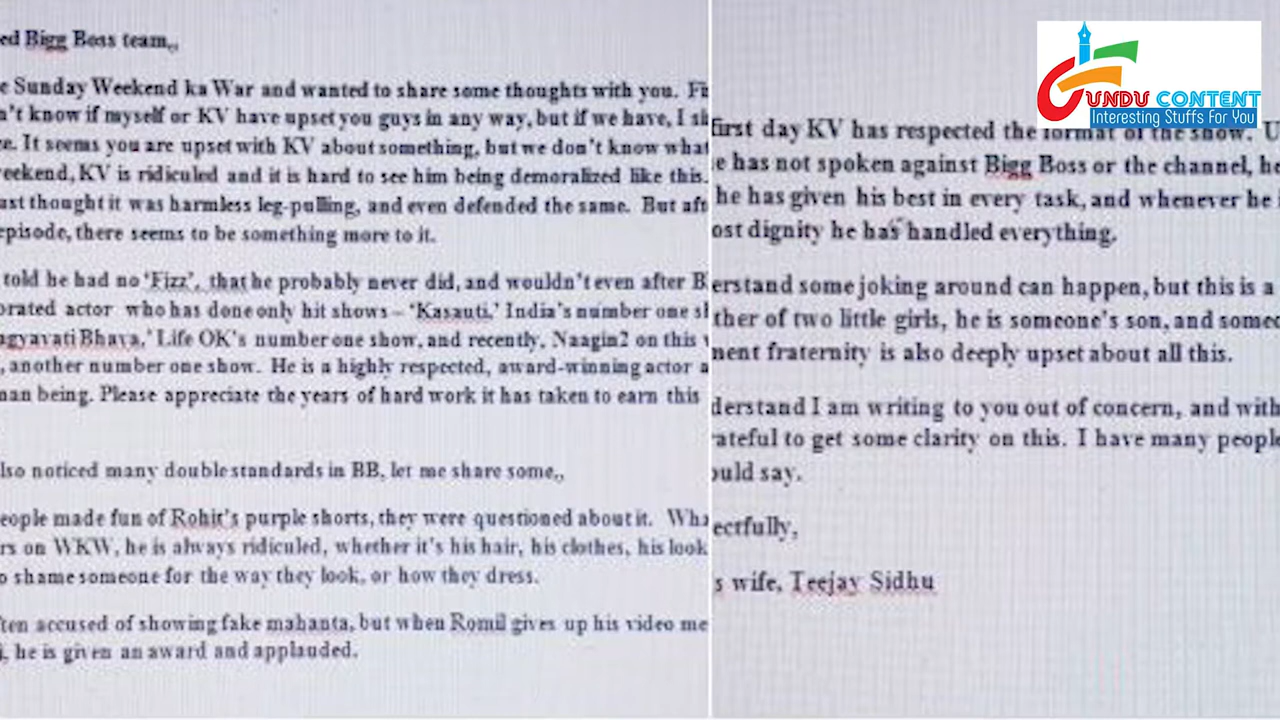 ed Bigg Boss team,,
e Sunday Weekend ka War and wanted to share some thoughts with you. Fi
't know if myself or KV have upset you guys in any way, but if we have, I sh
e. It seems you are upset with KV about something, but we don't know what
eekend, KV is ridiculed and it is hard to see him being demoralized like this.
ast thought it was harmless leg-pulling, and even defended the same. But aft
episode, there seems to be something more to it.
told he had no 'Fizz', that he probably never did, and wouldn't even after B
orated actor who has done only hit shows – 'Kasauti,' India's number one sh
agyavati Bhava,' Life OK's number one show, and recently, Naagin2 on this
, another number one show. He is a highly respected, award-winning actor a
man being. Please appreciate the years of hard work it has taken to earn this
lso noticed many double standards in BB, let me share some,,
eople made fun of Rohit's purple shorts, they were questioned about it. Wha
rs on WKW, he is always ridiculed, whether it's his hair, his clothes, his look
o shame someone for the way they look, or how they dress.
ten accused of showing fake mahanta, but when Romil gives up his video me
, he is given an award and applauded.
GUNDU CONTENT
Interesting Stuffs For You
first day KV has respected the format of the show. U
e has not spoken against Bigg Boss or the channel, he
he has given his best in every task, and whenever he i
ost dignity he has handled everything.
erstand some joking around can happen, but this is a
ther of two little girls, he is someone's son, and someo
ment fraternity is also deeply upset about all this.
derstand I am writing to you out of concern, and with
rateful to get some clarity on this. I have many people
ould say.
ectfully,
s wife, Teejay Sidhu